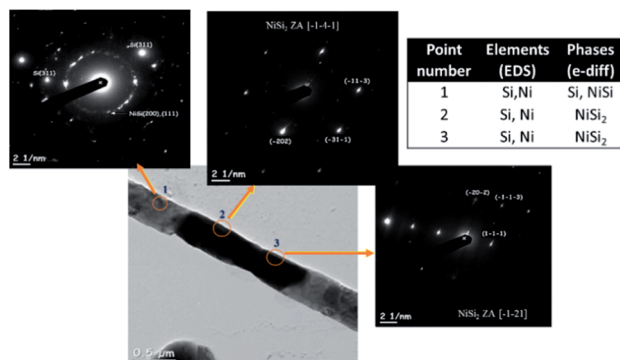 Si(311)
Si(311)
NiSi(200),(111)
2 1/nm
NiSi₂ ZA [-1-4-1]
(-11-3)
(-202)
(-31-1)
2 1/nm
Point number Elements (EDS) Phases (e-diff)
1 Si,Ni Si, NiSi
2 Si, Ni NiSi₂
3 Si, Ni NiSi₂
1
2
3
0.5 μm
(-20-2)
(-1-1-3)
(1-1-1)
NiSi₂ ZA [-1-21]
2 1/nm